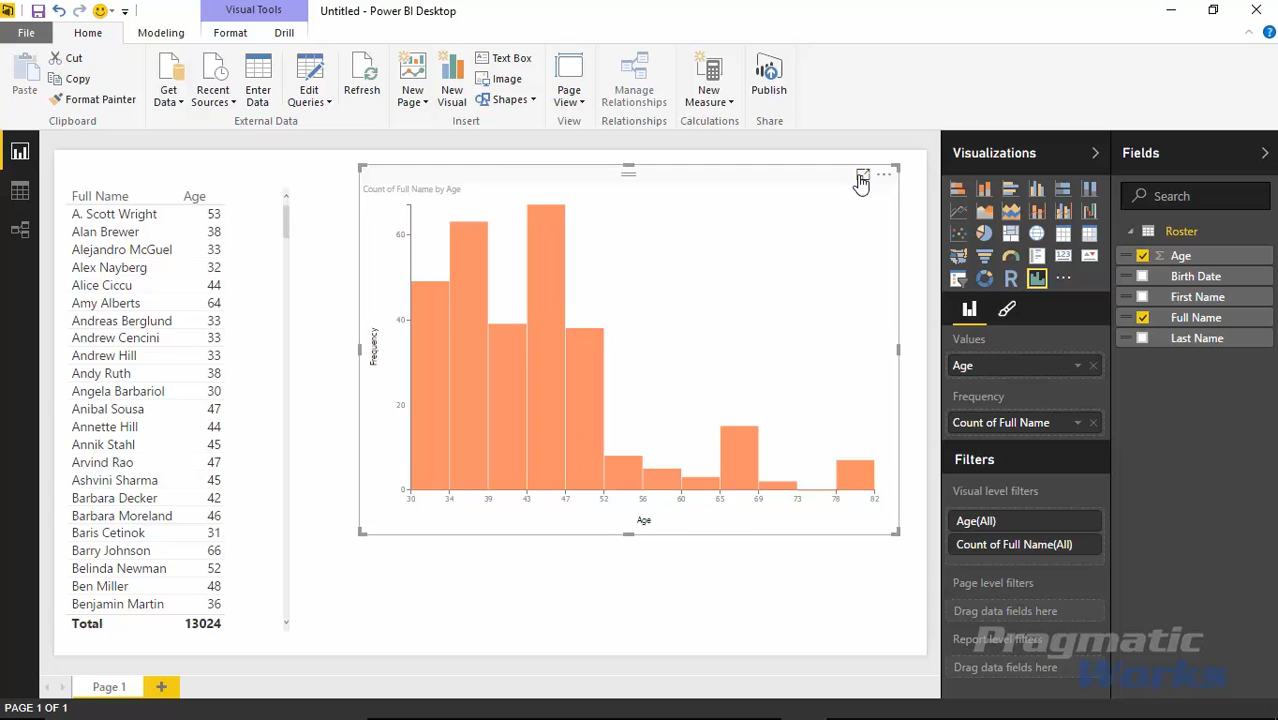 Visual Tools
Untitled - Power BI Desktop
File
Home
Modeling
Format
Drill
Paste
Cut
Copy
Format Painter
Clipboard
Get Data
Recent Sources
Enter Data
Edit Queries
Refresh
External Data
New Page
New Visual
Text Box
Image
Shapes
Insert
Page View
View
Manage Relationships
Relationships
New Measure
Calculations
Publish
Share
Full Name Age
A. Scott Wright 53
Alan Brewer 38
Alejandro McGuel 33
Alex Nayberg 32
Alice Ciccu 44
Amy Alberts 64
Andreas Berglund 33
Andrew Cencini 33
Andrew Hill 33
Andy Ruth 38
Angela Barbariol 30
Anibal Sousa 47
Annette Hill 44
Annik Stahl 45
Arvind Rao 47
Ashvini Sharma 45
Barbara Decker 42
Barbara Moreland 46
Baris Cetinok 31
Barry Johnson 66
Belinda Newman 52
Ben Miller 48
Benjamin Martin 36
Total 13024
Count of Full Name by Age
Frequency
60
40
20
0
30 34 39 43 47 52 56 60 65 69 73 78 82
Age
Visualizations
R
123
Values
Age
Frequency
Count of Full Name
Filters
Visual level filters
Age(All)
Count of Full Name(All)
Page level filters
Drag data fields here
Report level filters
Drag data fields here
Fields
Search
Roster
Σ Age
Birth Date
First Name
Full Name
Last Name
Pragmatic
Works
Page 1
PAGE 1 OF 1